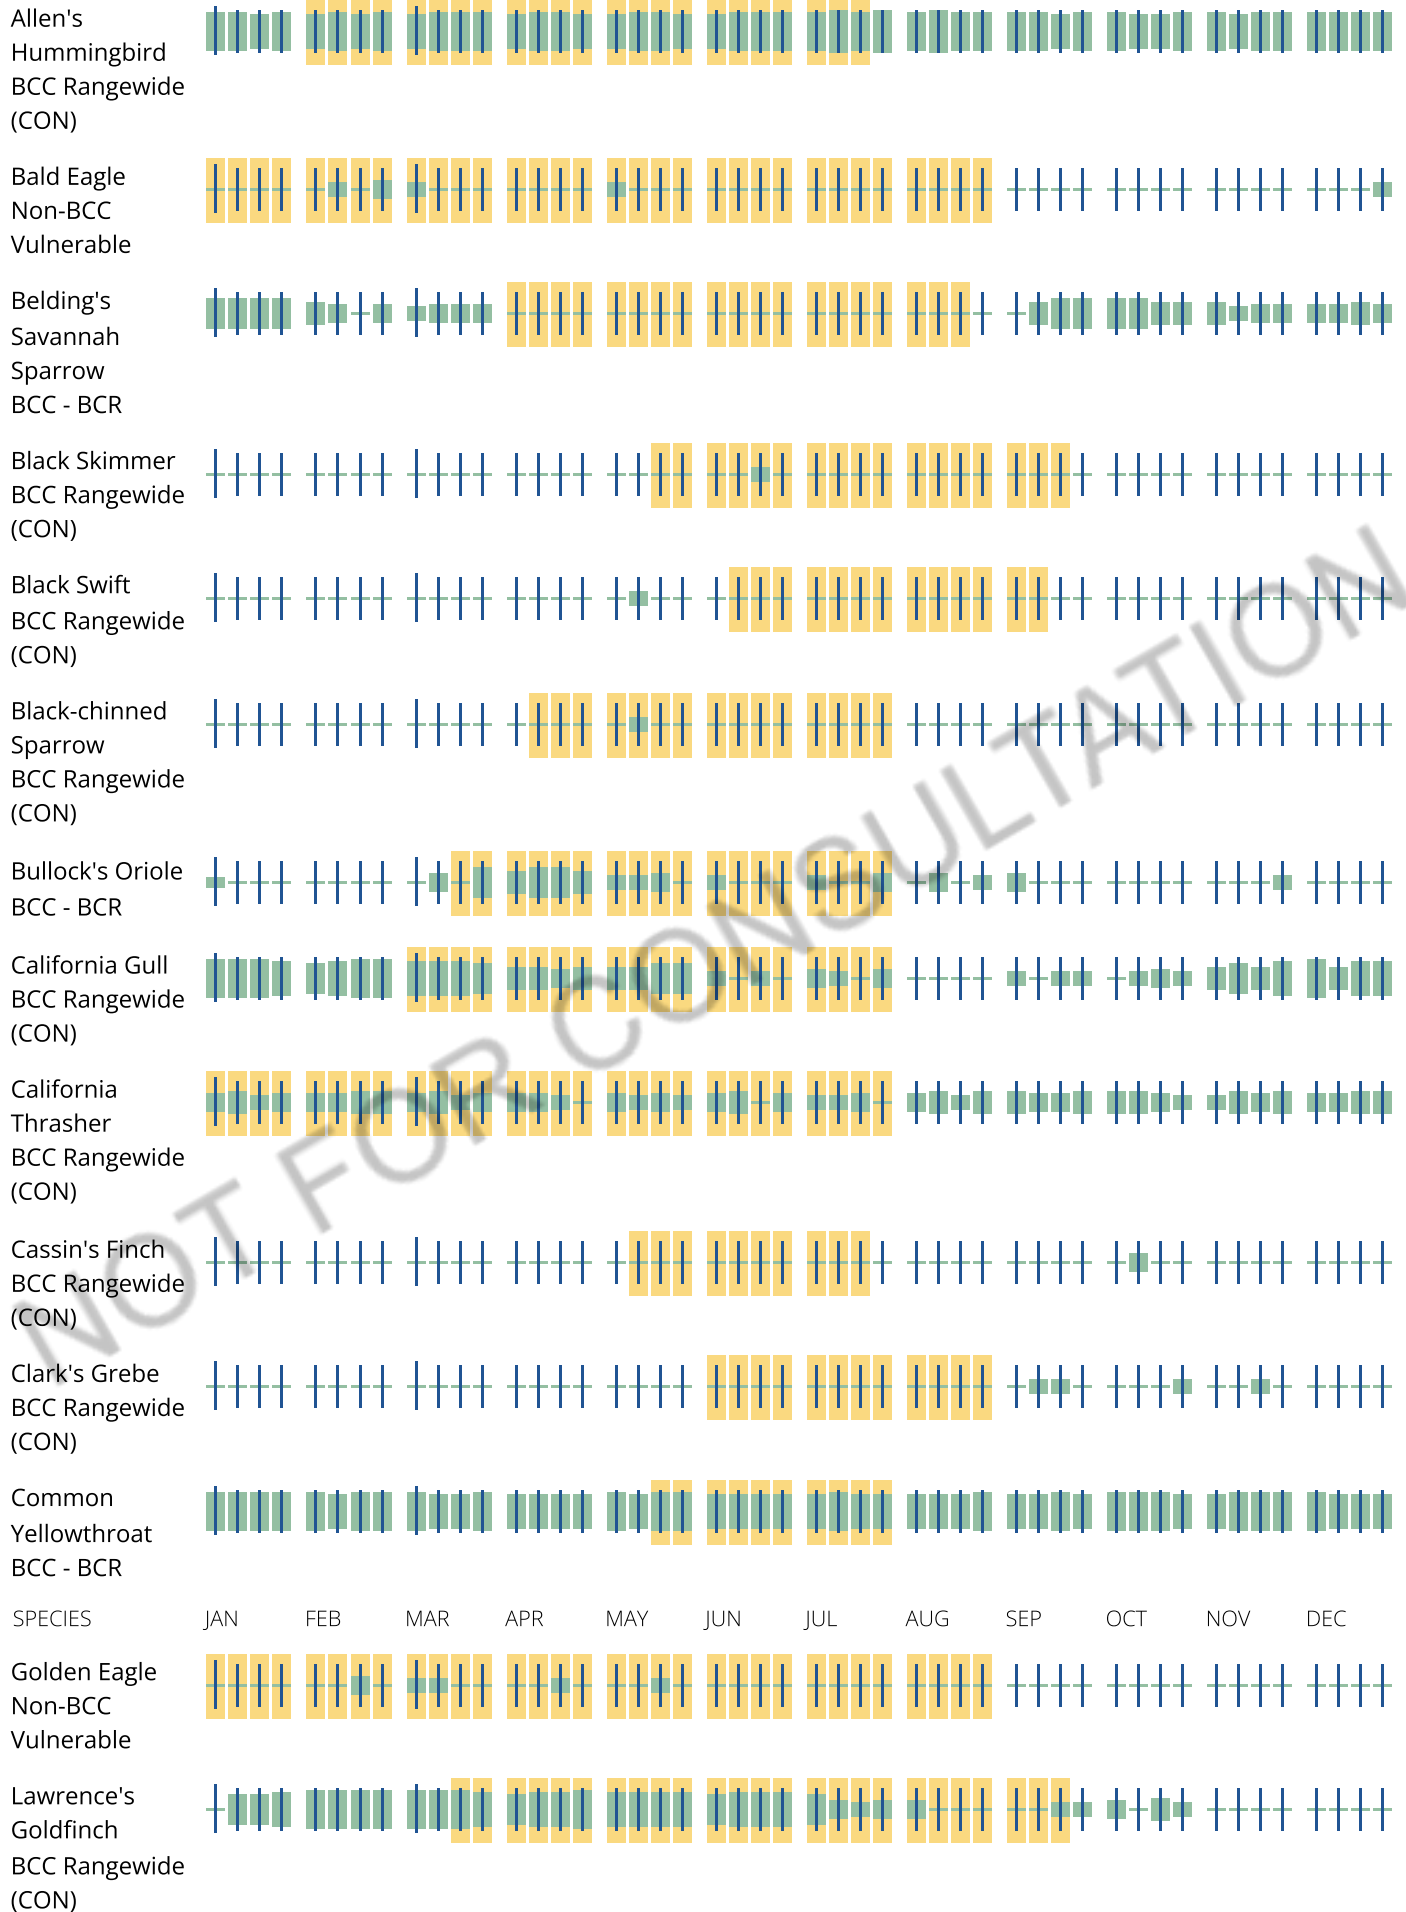 Allen's
Hummingbird
BCC Rangewide
(CON)
Bald Eagle
Non-BCC
Vulnerable
Belding's
Savannah
Sparrow
BCC - BCR
Black Skimmer
BCC Rangewide
(CON)
Black Swift
BCC Rangewide
(CON)
Black-chinned
Sparrow
BCC Rangewide
(CON)
Bullock's Oriole
BCC - BCR
California Gull
BCC Rangewide
(CON)
California
Thrasher
BCC Rangewide
(CON)
Cassin's Finch
BCC Rangewide
(CON)
Clark's Grebe
BCC Rangewide
(CON)
Common
Yellowthroat
BCC - BCR
SPECIES JAN FEB MAR APR MAY JUN JUL AUG SEP OCT NOV DEC
Golden Eagle
Non-BCC
Vulnerable
Lawrence's
Goldfinch
BCC Rangewide
(CON)
NOT FOR CONSULTATION